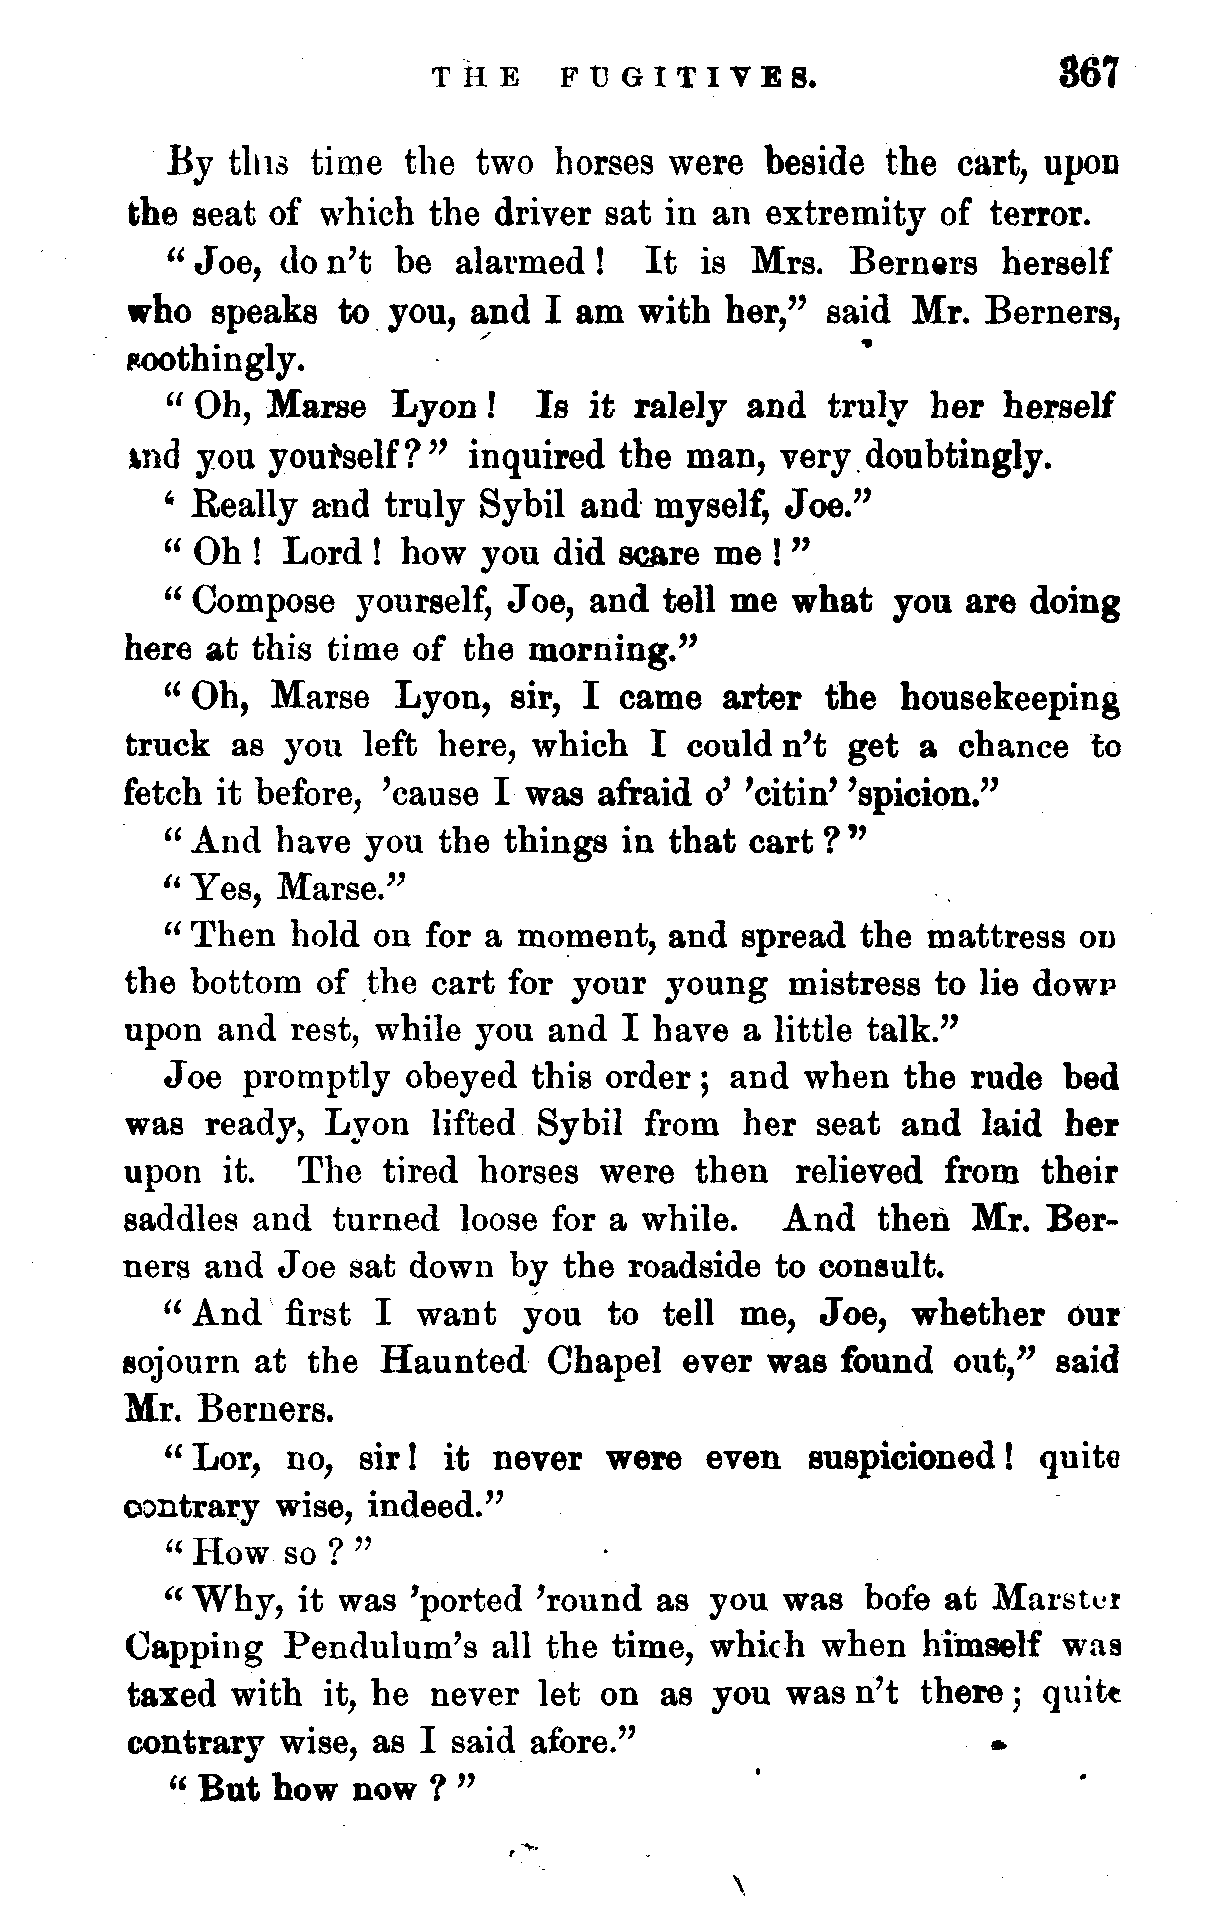 THE FUGITIVES. 367
By this time the two horses were beside the cart, upon
the seat of which the driver sat in an extremity of terror.
“Joe, do n’t be alarmed! It is Mrs. Berners herself
who speaks to you, and I am with her,” said Mr. Berners,
soothingly.
“Oh, Marse Lyon! Is it ralely and truly her herself
and you yourself?” inquired the man, very doubtingly.
‘ Really and truly Sybil and myself, Joe.”
“Oh! Lord! how you did scare me!”
“Compose yourself, Joe, and tell me what you are doing
here at this time of the morning.”
“Oh, Marse Lyon, sir, I came arter the housekeeping
truck as you left here, which I could n’t get a chance to
fetch it before, ’cause I was afraid o’ ’citin’ ’spicion.”
“And have you the things in that cart?”
“Yes, Marse.”
“Then hold on for a moment, and spread the mattress on
the bottom of the cart for your young mistress to lie down
upon and rest, while you and I have a little talk.”
Joe promptly obeyed this order; and when the rude bed
was ready, Lyon lifted Sybil from her seat and laid her
upon it. The tired horses were then relieved from their
saddles and turned loose for a while. And then Mr. Ber-
ners and Joe sat down by the roadside to consult.
“And first I want you to tell me, Joe, whether our
sojourn at the Haunted Chapel ever was found out,” said
Mr. Berners.
“Lor, no, sir! it never were even suspicioned! quite
contrary wise, indeed.”
“How so?”
“Why, it was ’ported ’round as you was bofe at Marster
Capping Pendulum’s all the time, which when himself was
taxed with it, he never let on as you was n’t there; quite
contrary wise, as I said afore.”
“But how now?”